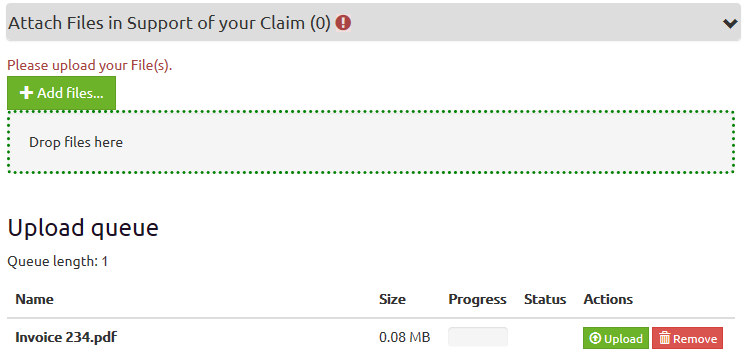 Attach Files in Support of your Claim (0)
Please upload your File(s).
Add files...
Drop files here
Upload queue
Queue length: 1
Name Size Progress Status Actions
Invoice 234.pdf 0.08 MB Upload Remove